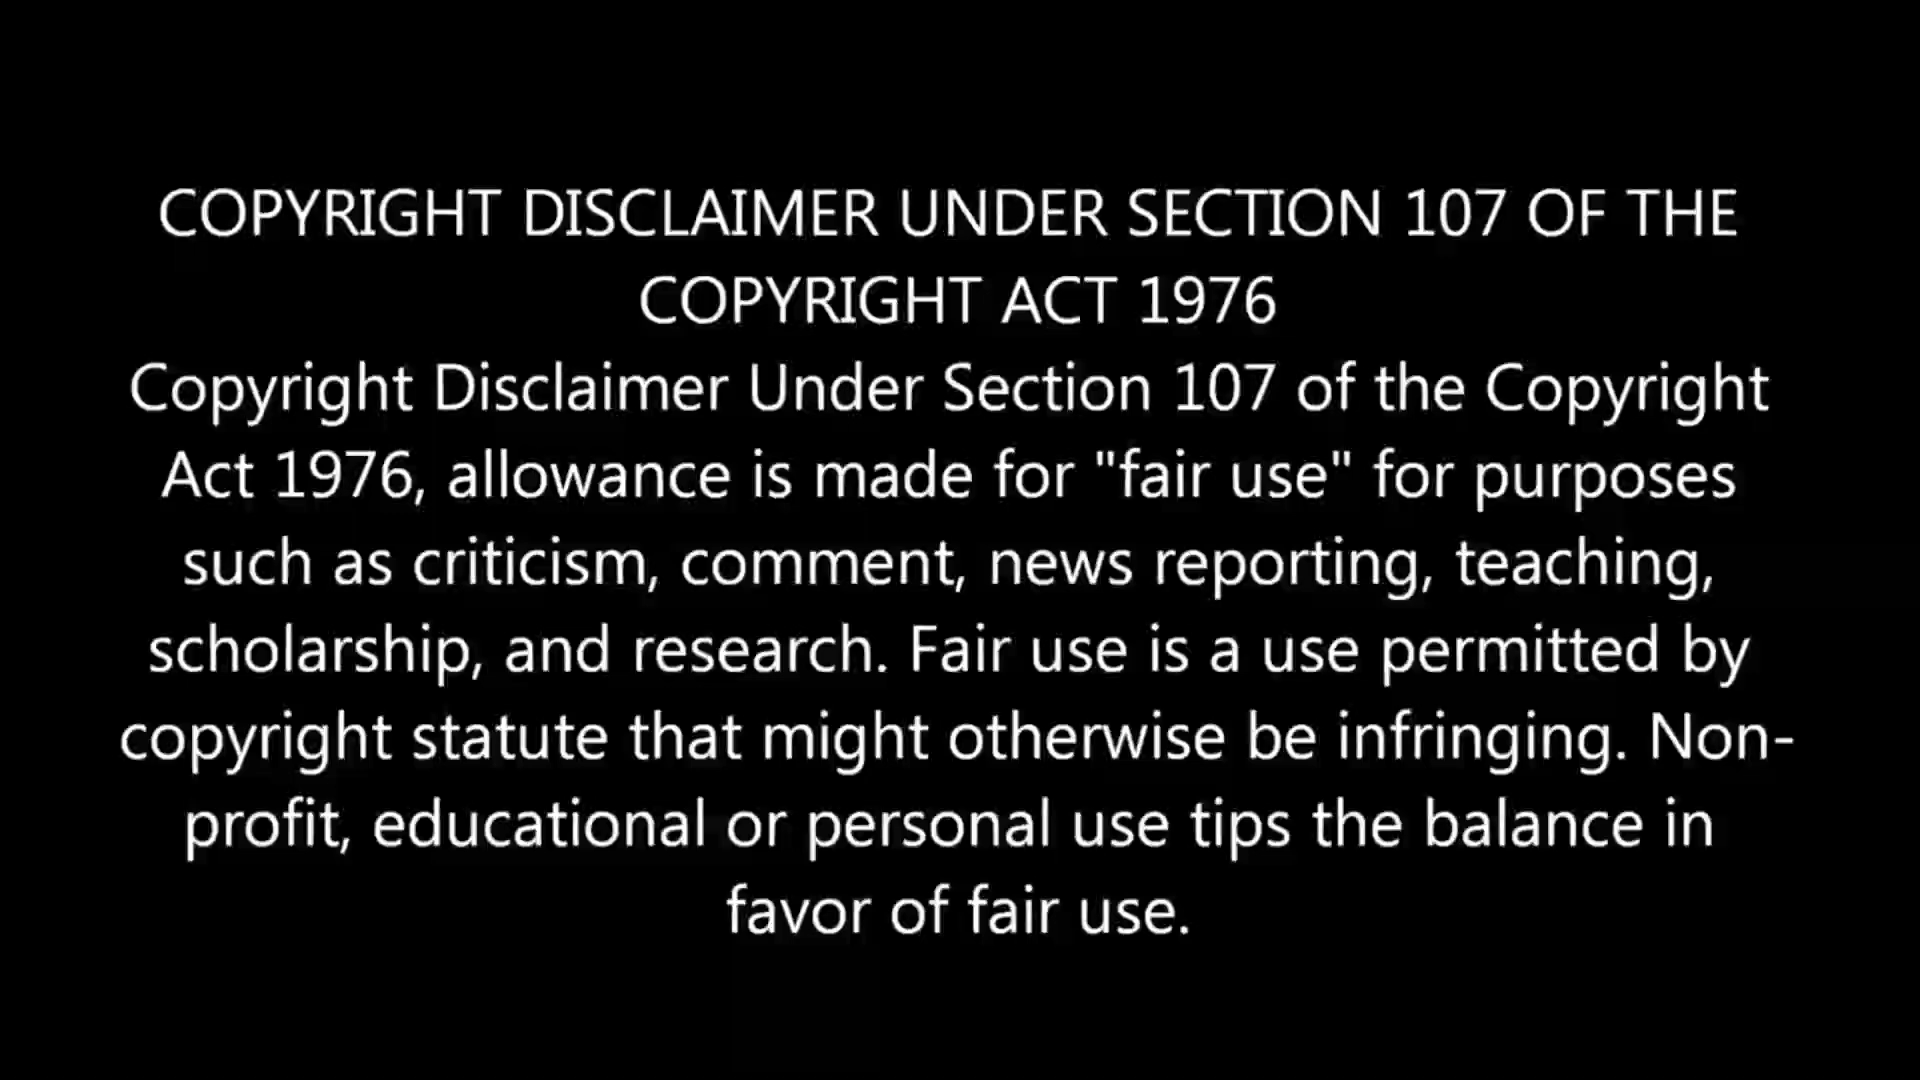 COPYRIGHT DISCLAIMER UNDER SECTION 107 OF THE
COPYRIGHT ACT 1976
Copyright Disclaimer Under Section 107 of the Copyright
Act 1976, allowance is made for "fair use" for purposes
such as criticism, comment, news reporting, teaching,
scholarship, and research. Fair use is a use permitted by
copyright statute that might otherwise be infringing. Non-
profit, educational or personal use tips the balance in
favor of fair use.